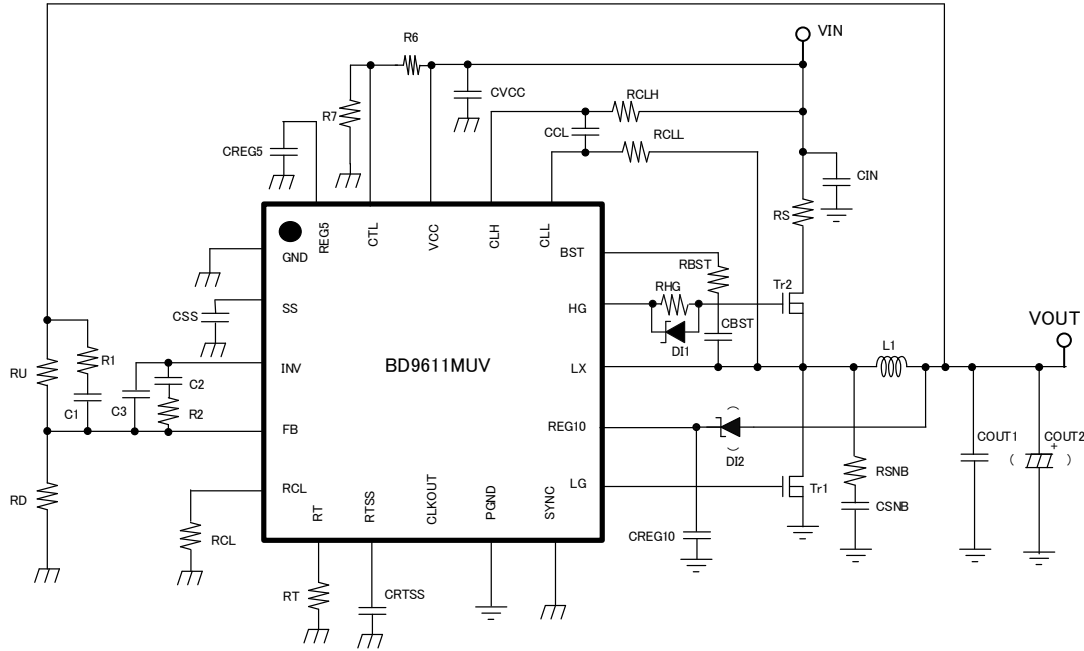 VIN
R6
CVCC
R7
RCLH
CCL
RCLL
CREG5
CIN
RS
REG5
CTL
VCC
CLH
CLL
GND
BST
RBST
SS
CSS
HG
RHG
Tr2
CBST
DI1
VOUT
L1
INV
BD9611MUV
LX
RU
R1
C2
C1
C3
R2
FB
REG10
( )
DI2
COUT1
COUT2
( + )
RD
RCL
RT
RTSS
CLKOUT
PGND
SYNC
LG
Tr1
RSNB
CSNB
RCL
CREG10
RT
CRTSS